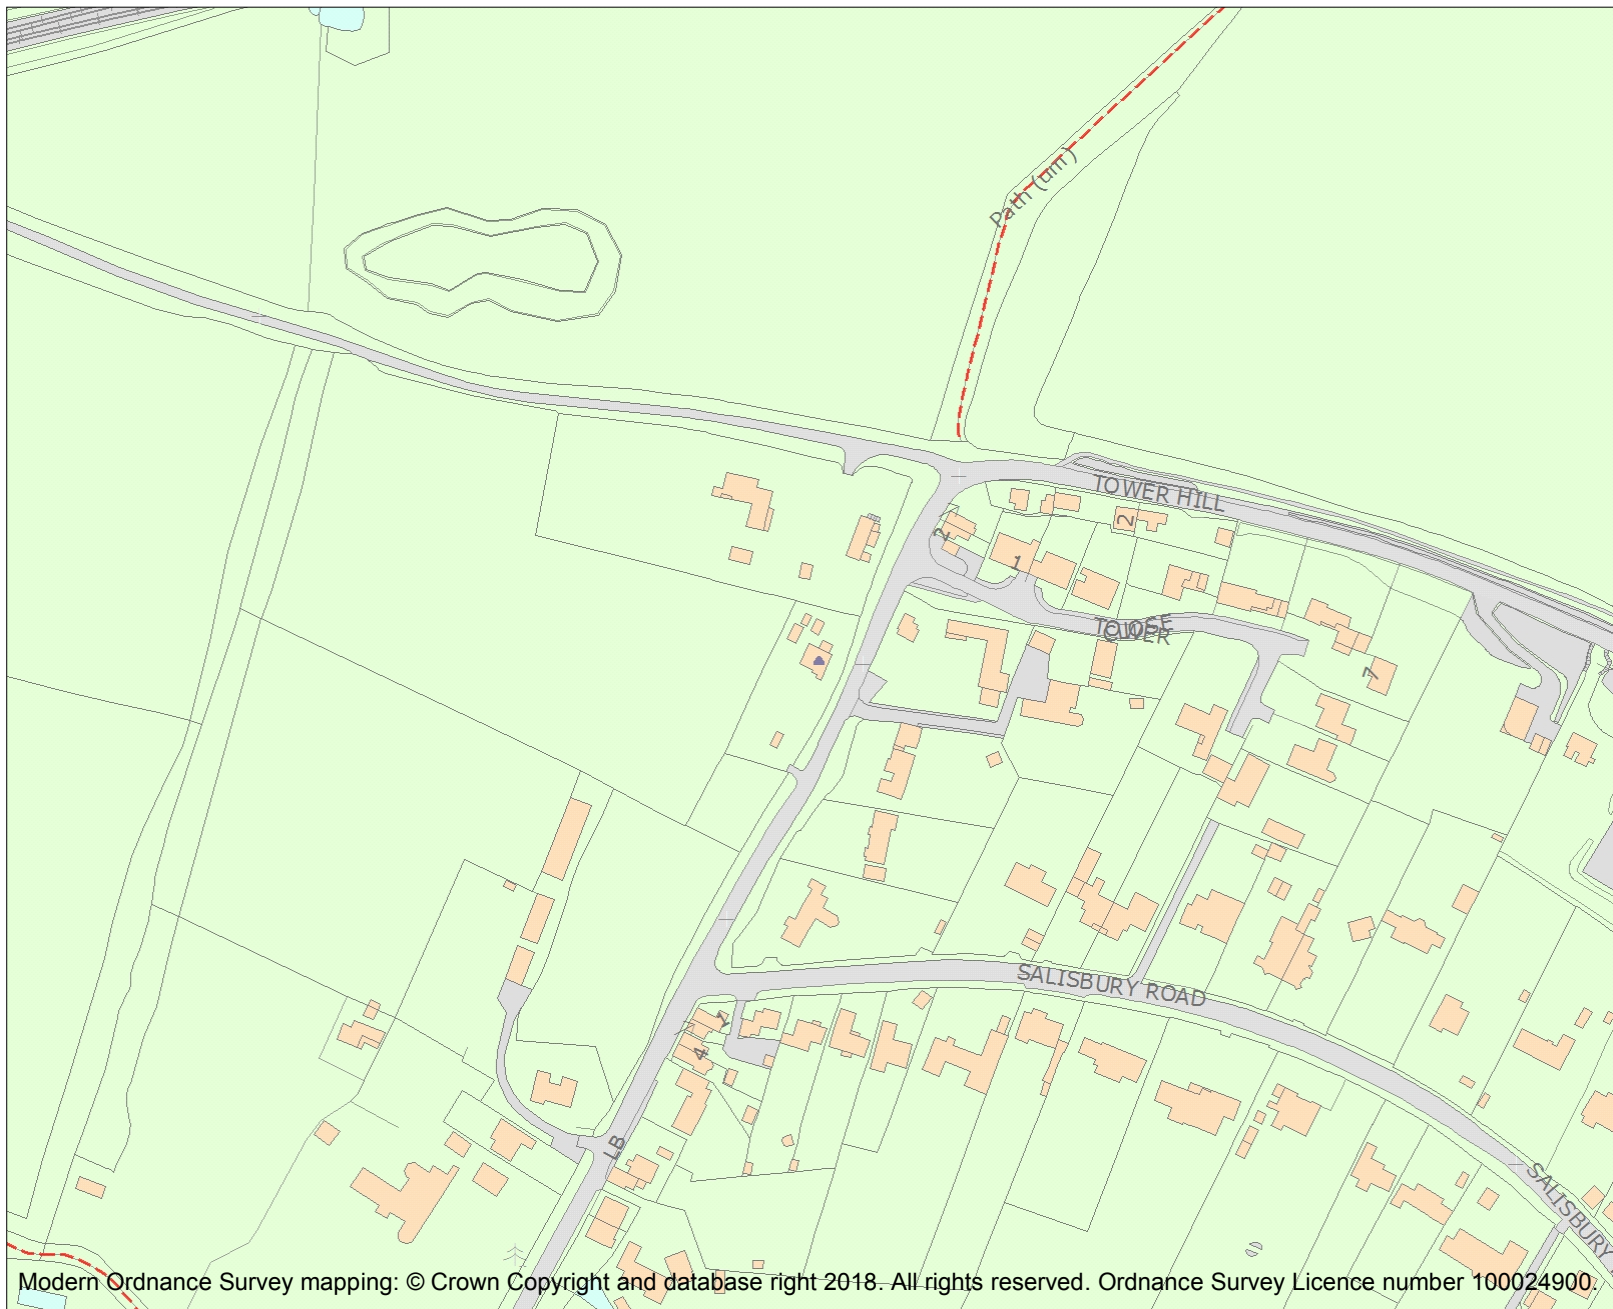 Path (um)
TOWER HILL
2
2
1
TOWER
CLOSE
7
SALISBURY ROAD
1
4
LB
SALISBURY
Modern Ordnance Survey mapping: © Crown Copyright and database right 2018. All rights reserved. Ordnance Survey Licence number 100024900.